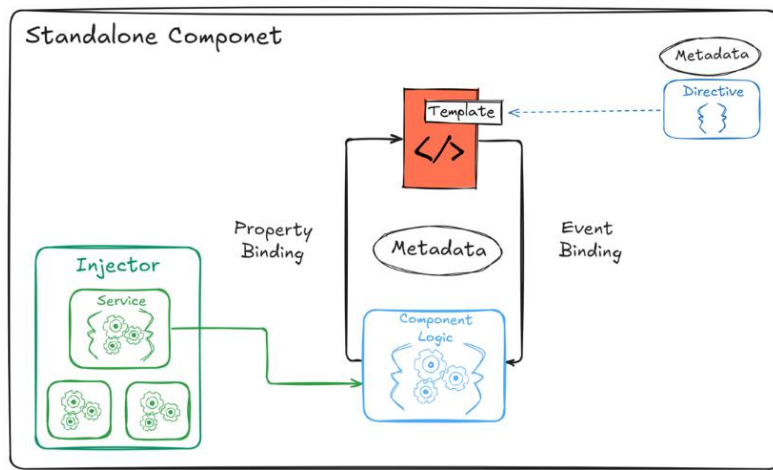 Standalone Componet
Metadata
Directive
Template
</>
Property
Binding
Metadata
Event
Binding
Injector
Service
Component
Logic